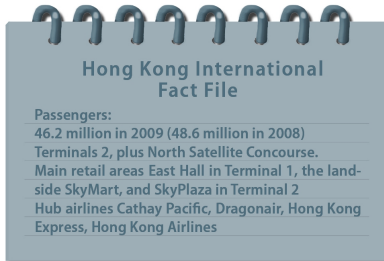 Hong Kong International
Fact File
Passengers:
46.2 million in 2009 (48.6 million in 2008)
Terminals 2, plus North Satellite Concourse.
Main retail areas East Hall in Terminal 1, the land-
side SkyMart, and SkyPlaza in Terminal 2
Hub airlines Cathay Pacific, Dragonair, Hong Kong
Express, Hong Kong Airlines